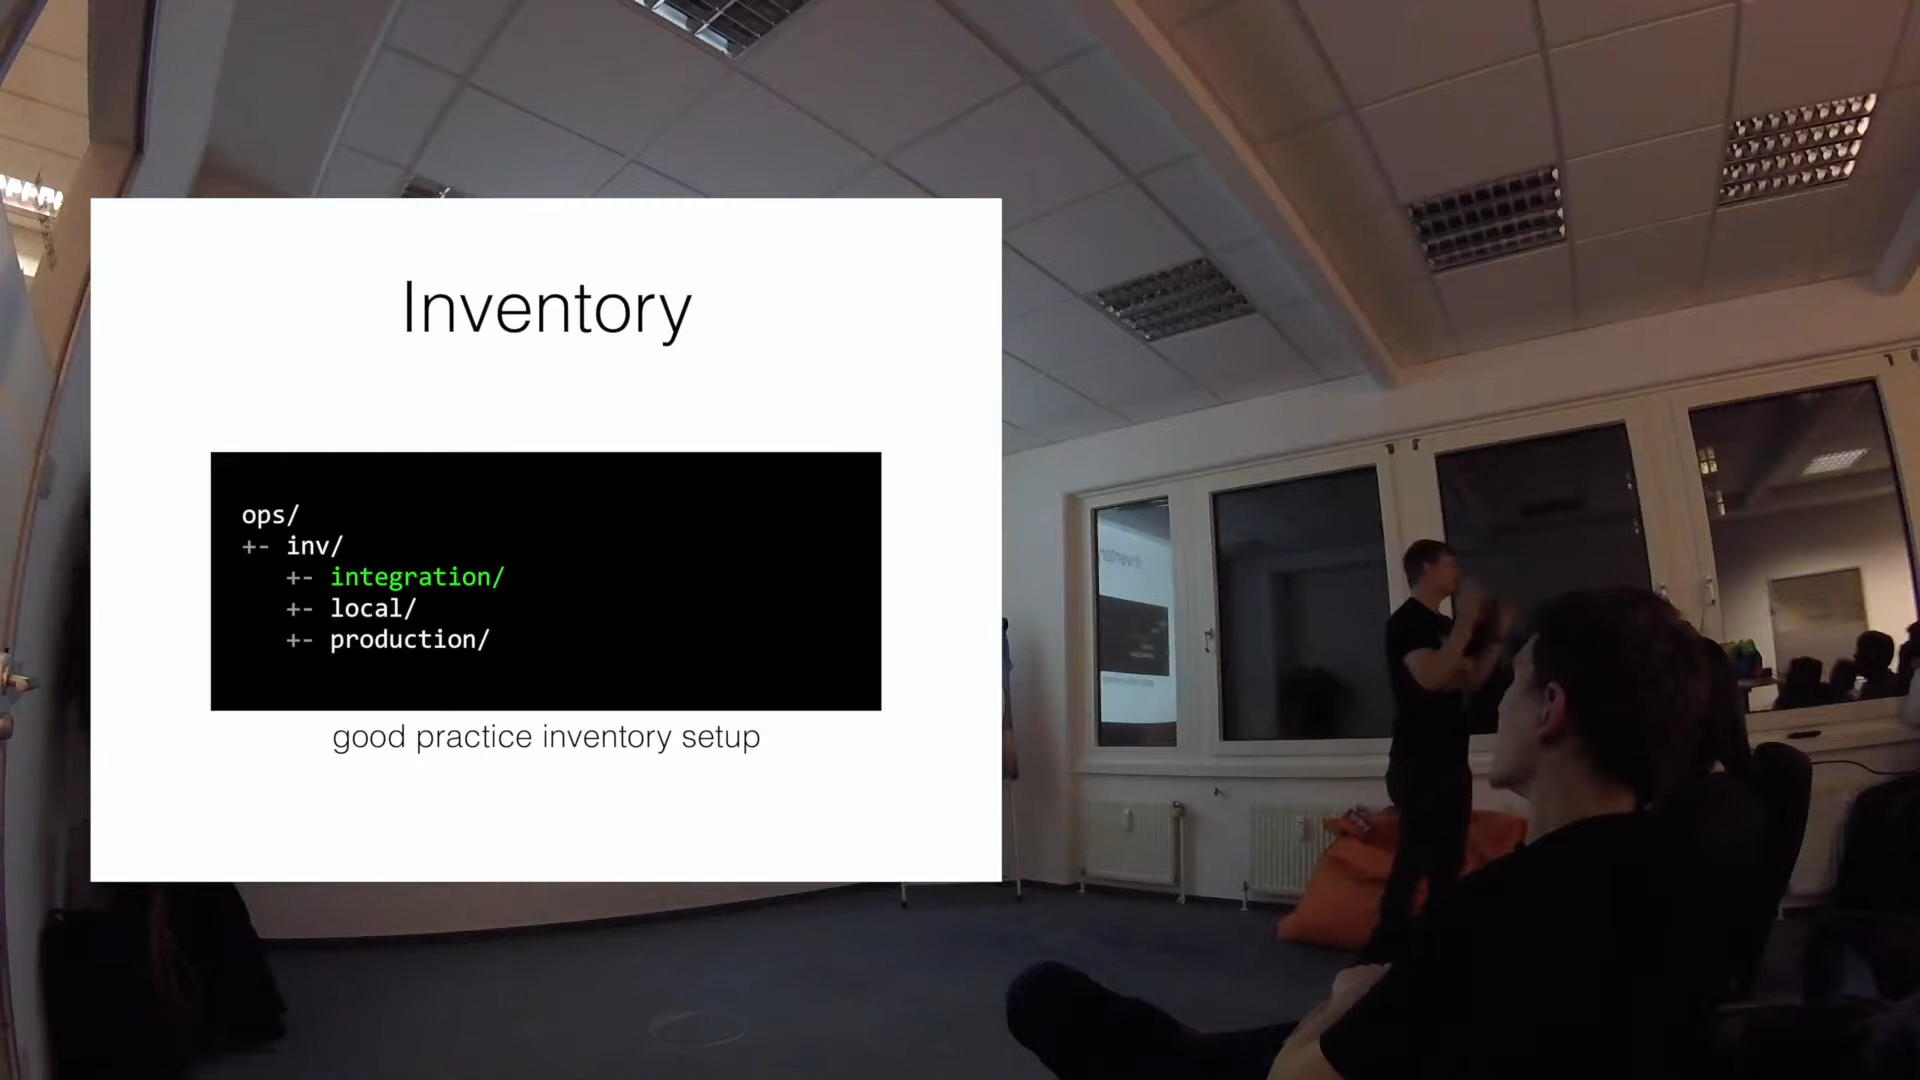 Inventory
ops/
+- inv/
   +- integration/
   +- local/
   +- production/
good practice inventory setup